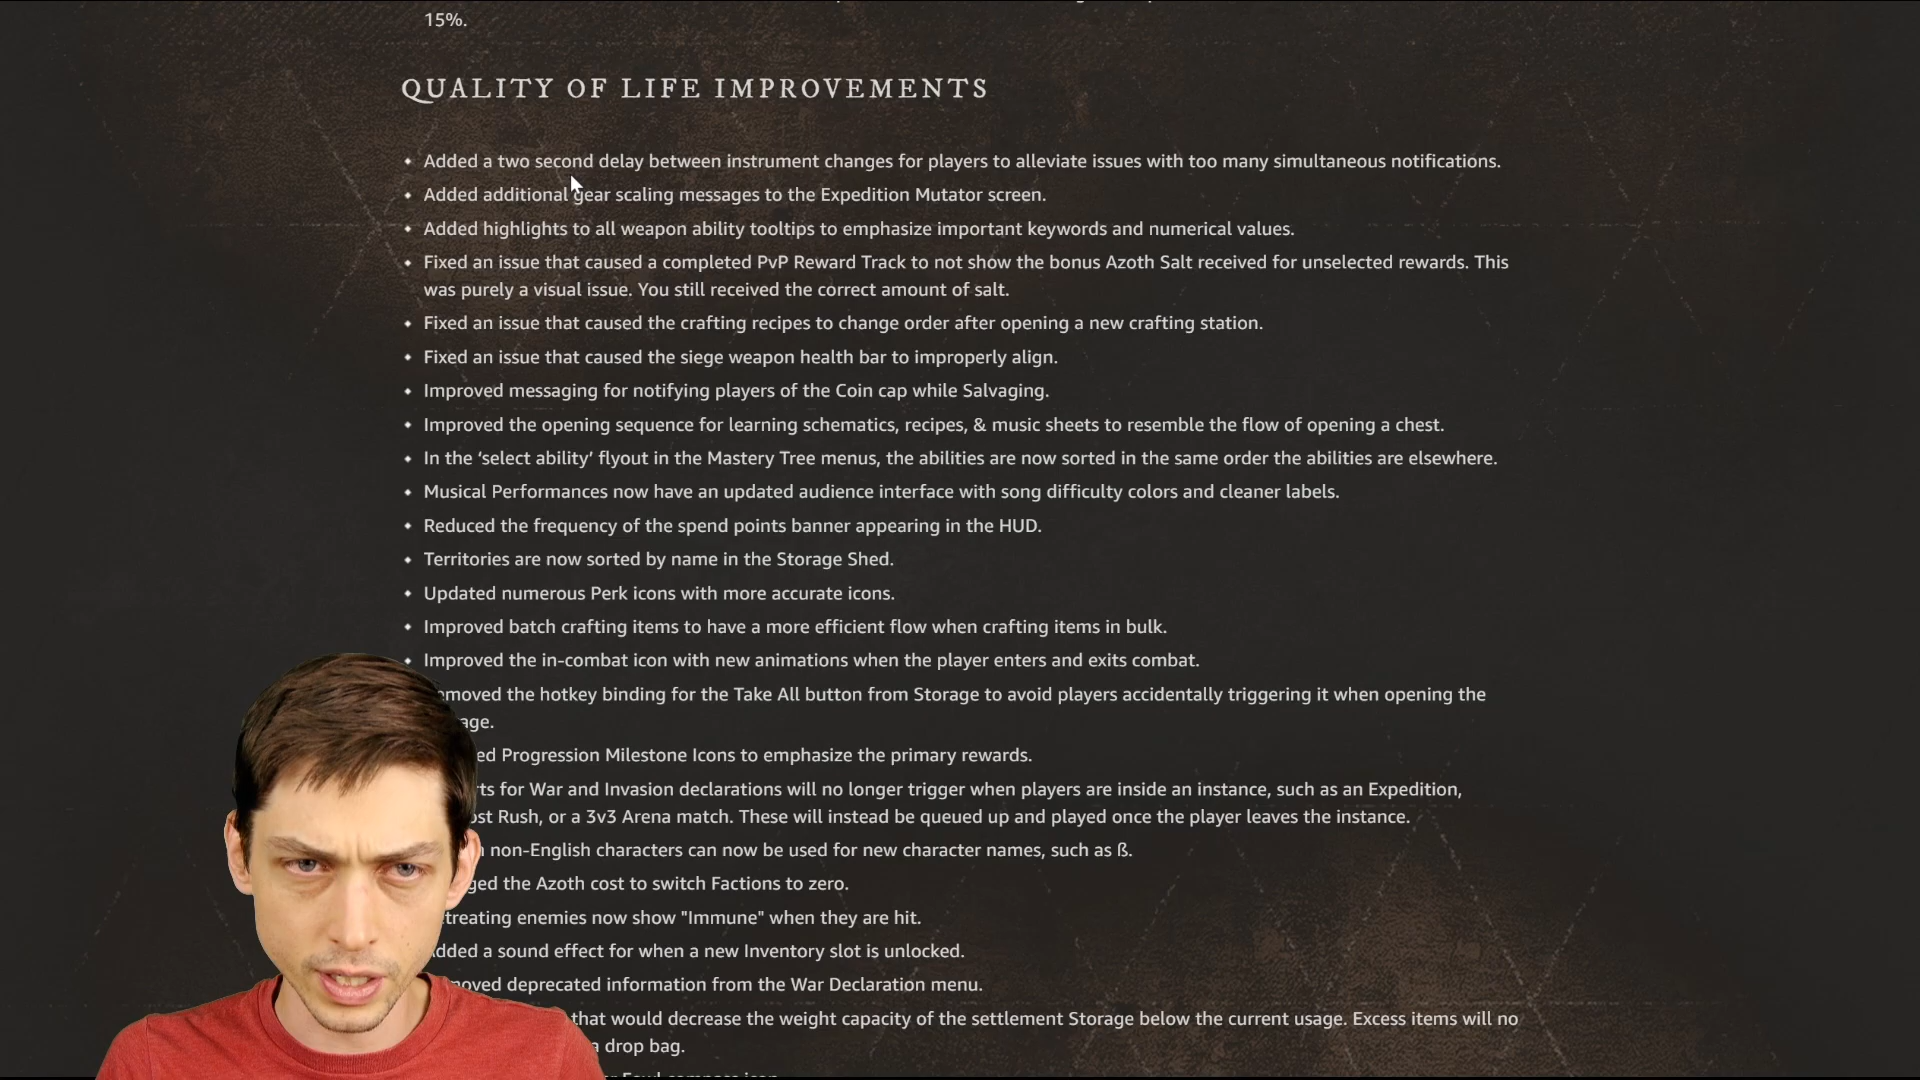 15%.
QUALITY OF LIFE IMPROVEMENTS
Added a two second delay between instrument changes for players to alleviate issues with too many simultaneous notifications.
Added additional gear scaling messages to the Expedition Mutator screen.
Added highlights to all weapon ability tooltips to emphasize important keywords and numerical values.
Fixed an issue that caused a completed PvP Reward Track to not show the bonus Azoth Salt received for unselected rewards. This
was purely a visual issue. You still received the correct amount of salt.
Fixed an issue that caused the crafting recipes to change order after opening a new crafting station.
Fixed an issue that caused the siege weapon health bar to improperly align.
Improved messaging for notifying players of the Coin cap while Salvaging.
Improved the opening sequence for learning schematics, recipes, & music sheets to resemble the flow of opening a chest.
In the ‘select ability’ flyout in the Mastery Tree menus, the abilities are now sorted in the same order the abilities are elsewhere.
Musical Performances now have an updated audience interface with song difficulty colors and cleaner labels.
Reduced the frequency of the spend points banner appearing in the HUD.
Territories are now sorted by name in the Storage Shed.
Updated numerous Perk icons with more accurate icons.
Improved batch crafting items to have a more efficient flow when crafting items in bulk.
Improved the in-combat icon with new animations when the player enters and exits combat.
emoved the hotkey binding for the Take All button from Storage to avoid players accidentally triggering it when opening the
age.
ed Progression Milestone Icons to emphasize the primary rewards.
rts for War and Invasion declarations will no longer trigger when players are inside an instance, such as an Expedition,
ost Rush, or a 3v3 Arena match. These will instead be queued up and played once the player leaves the instance.
non-English characters can now be used for new character names, such as ß.
ged the Azoth cost to switch Factions to zero.
treating enemies now show "Immune" when they are hit.
dded a sound effect for when a new Inventory slot is unlocked.
moved deprecated information from the War Declaration menu.
that would decrease the weight capacity of the settlement Storage below the current usage. Excess items will no
a drop bag.